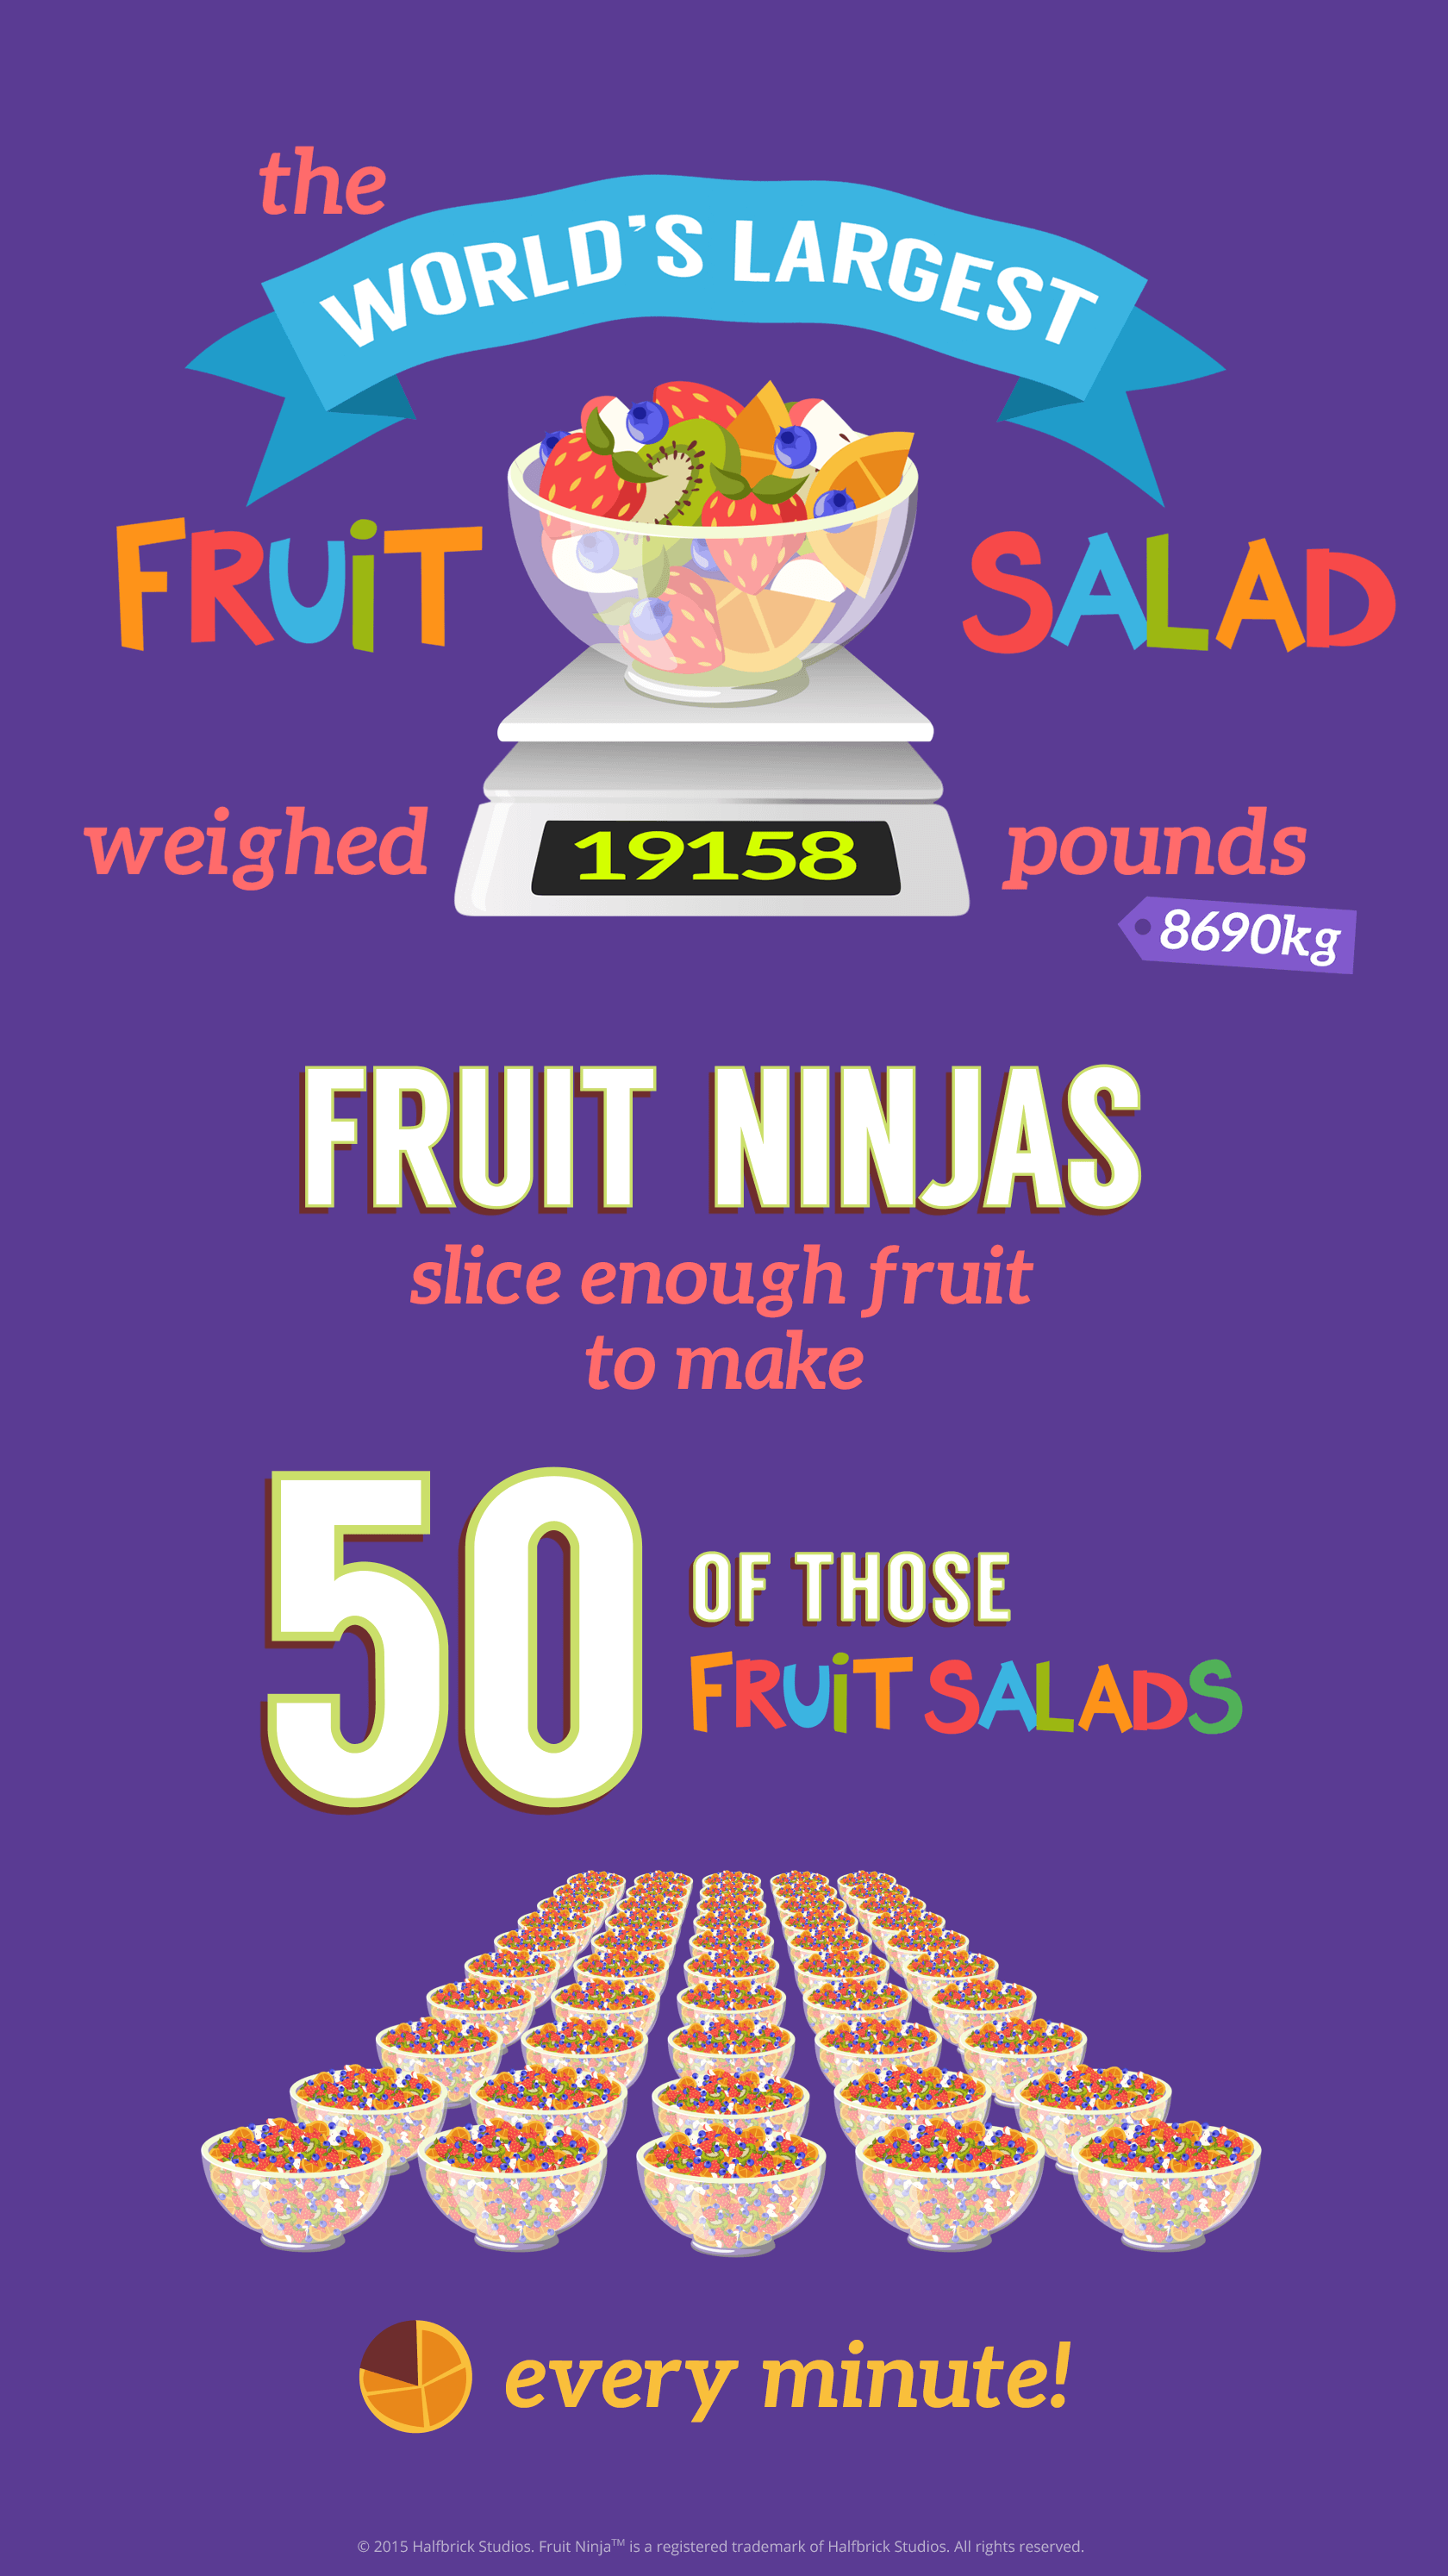 the
WORLD'S LARGEST
FRUiT SALAD
weighed 19158 pounds
8690kg
FRUIT NINJAS
slice enough fruit
to make
50 OF THOSE
FRUiT SALADS
every minute!
© 2015 Halfbrick Studios. Fruit Ninja™ is a registered trademark of Halfbrick Studios. All rights reserved.